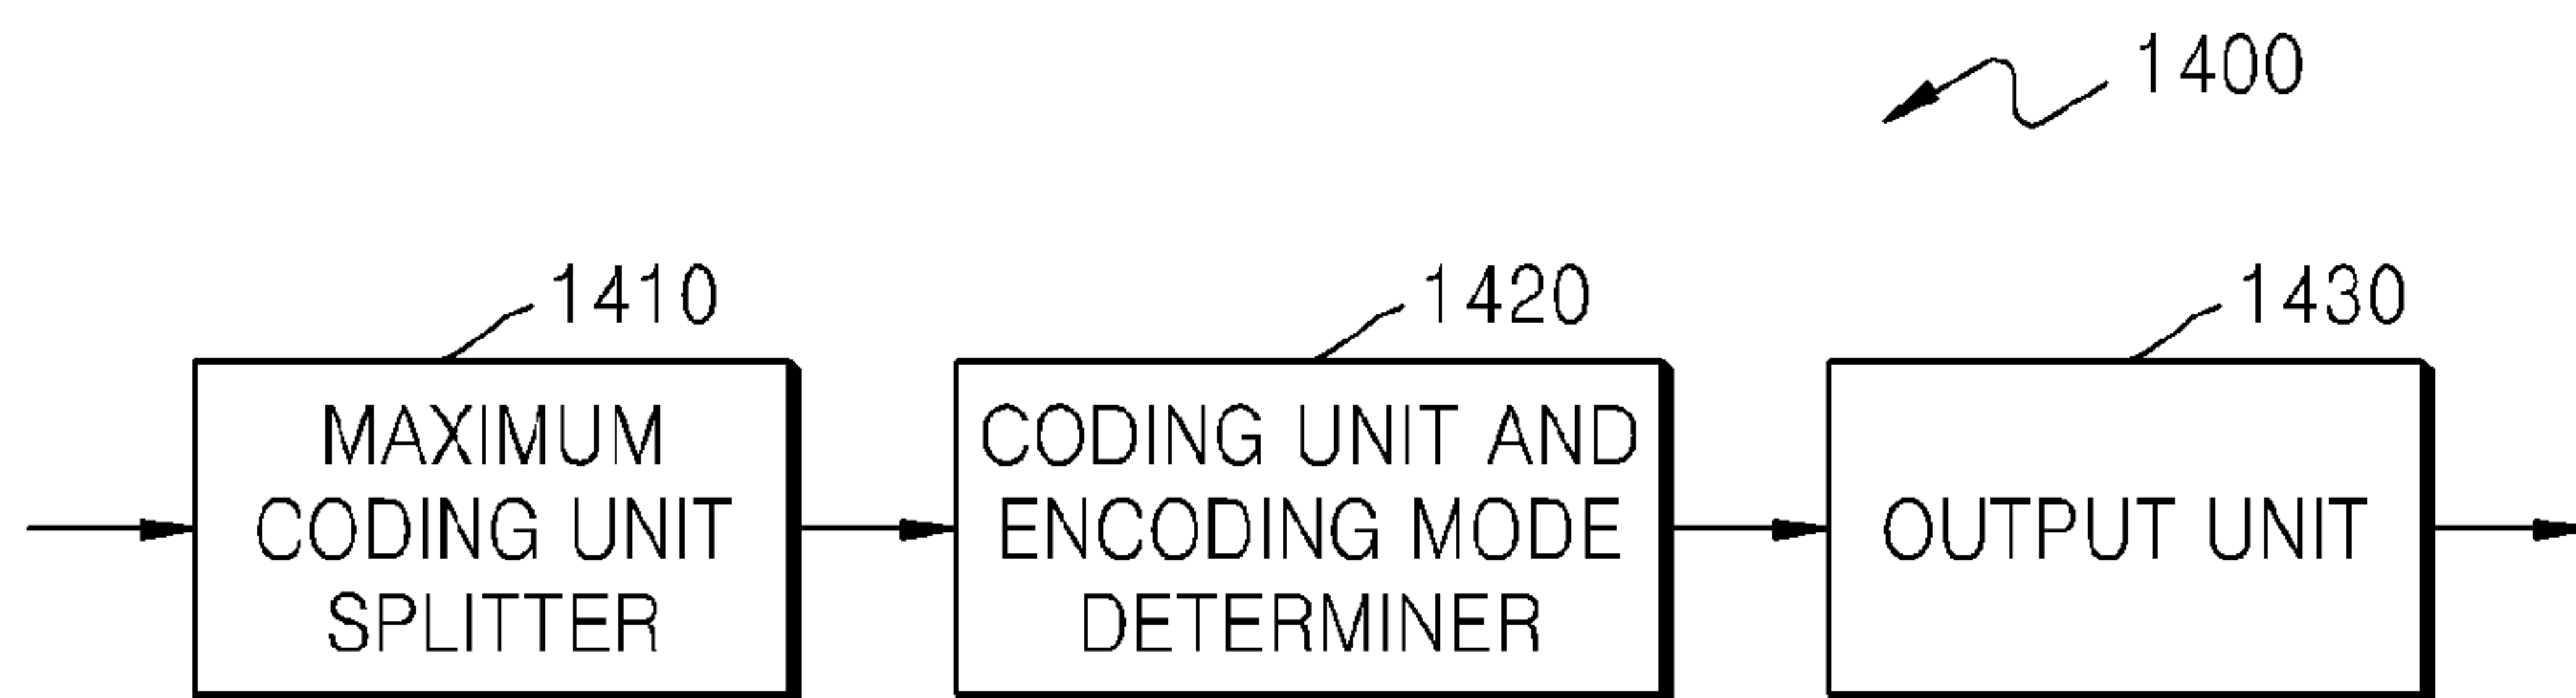 1400
1410
1420
1430
MAXIMUM
CODING UNIT
SPLITTER
CODING UNIT AND
ENCODING MODE
DETERMINER
OUTPUT UNIT